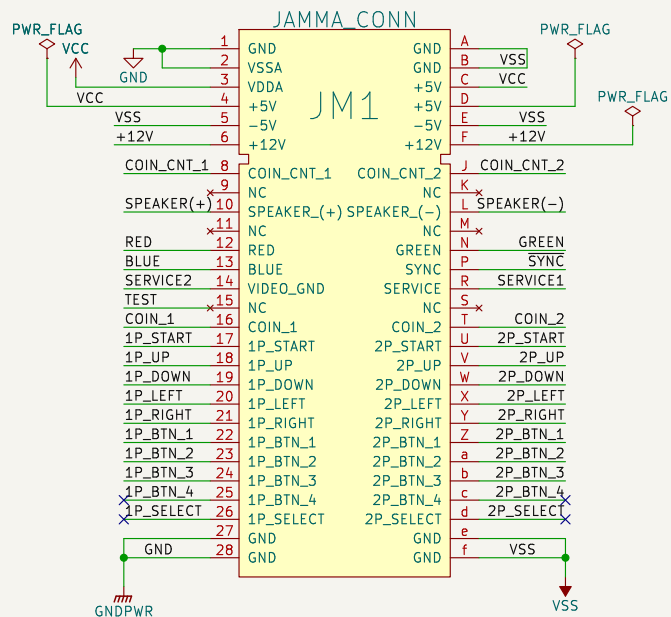 JAMMA_CONN
PWR_FLAG PWR_FLAG
VCC
1 GND GND A
GND 2 VSSA GND B VSS
3 VDDA +5V C VCC
VCC 4 +5V +5V D
PWR_FLAG
JM1
VSS 5 -5V -5V E VSS
+12V 6 +12V +12V F +12V
COIN_CNT_1 8 COIN_CNT_1 COIN_CNT_2 J COIN_CNT_2
9 NC NC K
SPEAKER(+) 10 SPEAKER_(+) SPEAKER_(-) L SPEAKER(-)
11 NC NC M
RED 12 RED GREEN N GREEN
BLUE 13 BLUE SYNC P SYNC
SERVICE2 14 VIDEO_GND SERVICE R SERVICE1
TEST 15 NC NC S
COIN_1 16 COIN_1 COIN_2 T COIN_2
1P_START 17 1P_START 2P_START U 2P_START
1P_UP 18 1P_UP 2P_UP V 2P_UP
1P_DOWN 19 1P_DOWN 2P_DOWN W 2P_DOWN
1P_LEFT 20 1P_LEFT 2P_LEFT X 2P_LEFT
1P_RIGHT 21 1P_RIGHT 2P_RIGHT Y 2P_RIGHT
1P_BTN_1 22 1P_BTN_1 2P_BTN_1 Z 2P_BTN_1
1P_BTN_2 23 1P_BTN_2 2P_BTN_2 a 2P_BTN_2
1P_BTN_3 24 1P_BTN_3 2P_BTN_3 b 2P_BTN_3
1P_BTN_4 25 1P_BTN_4 2P_BTN_4 c 2P_BTN_4
1P_SELECT 26 1P_SELECT 2P_SELECT d 2P_SELECT
27 GND GND e
GND 28 GND GND f VSS
GNDPWR VSS